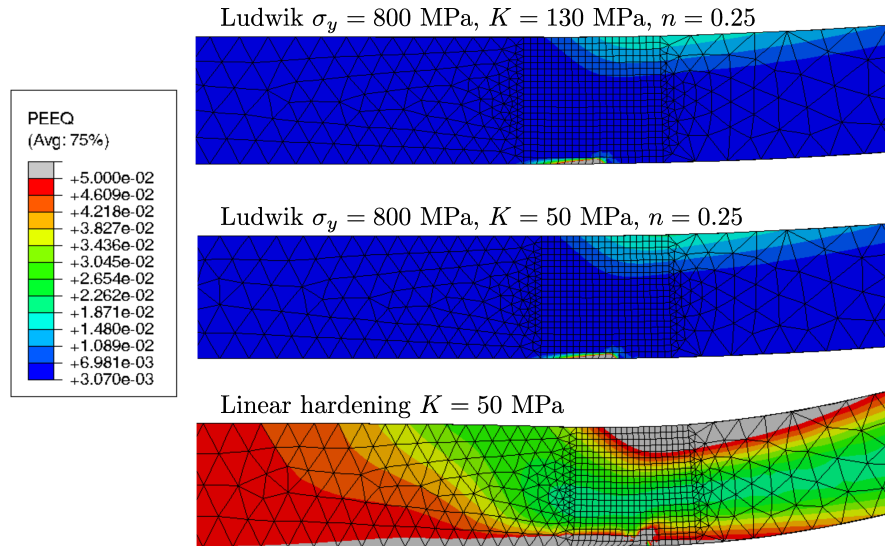 Ludwik σy = 800 MPa, K = 130 MPa, n = 0.25
PEEQ
(Avg: 75%)
+5.000e-02
+4.609e-02
+4.218e-02
+3.827e-02
+3.436e-02
+3.045e-02
+2.654e-02
+2.262e-02
+1.871e-02
+1.480e-02
+1.089e-02
+6.981e-03
+3.070e-03
Ludwik σy = 800 MPa, K = 50 MPa, n = 0.25
Linear hardening K = 50 MPa